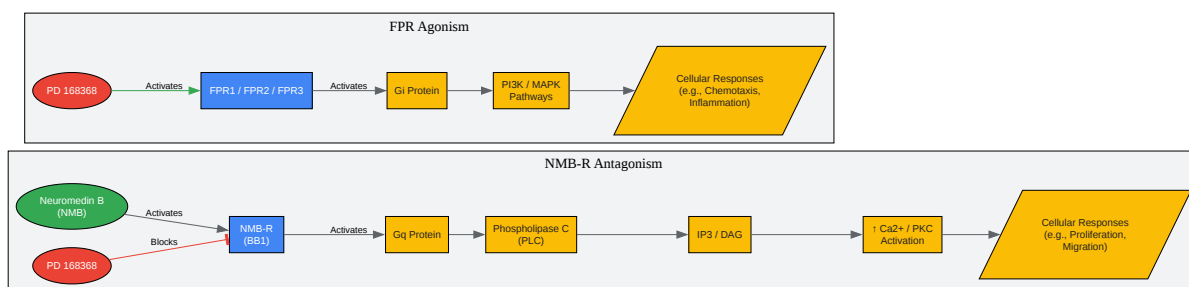 FPR Agonism
PD 168368
Activates
FPR1 / FPR2 / FPR3
Activates
Gi Protein
PI3K / MAPK
Pathways
Cellular Responses
(e.g., Chemotaxis,
Inflammation)
NMB-R Antagonism
Neuromedin B
(NMB)
Activates
PD 168368
Blocks
NMB-R
(BB1)
Activates
Gq Protein
Phospholipase C
(PLC)
IP3 / DAG
↑ Ca2+ / PKC
Activation
Cellular Responses
(e.g., Proliferation,
Migration)